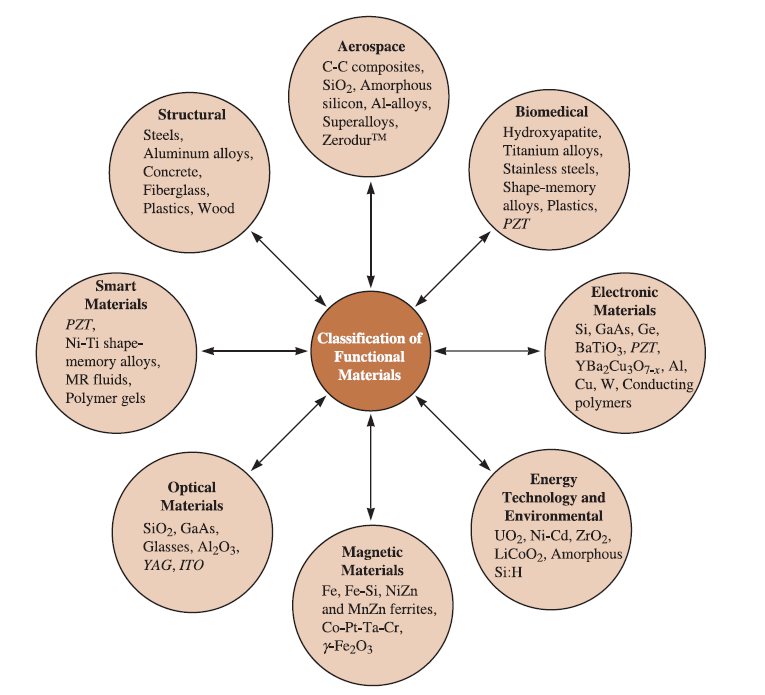 Aerospace
C-C composites,
SiO₂, Amorphous
silicon, Al-alloys,
Superalloys,
Zerodur™
Structural
Steels,
Aluminum alloys,
Concrete,
Fiberglass,
Plastics, Wood
Biomedical
Hydroxyapatite,
Titanium alloys,
Stainless steels,
Shape-memory
alloys, Plastics,
PZT
Smart
Materials
PZT,
Ni-Ti shape-
memory alloys,
MR fluids,
Polymer gels
Classification of
Functional
Materials
Electronic
Materials
Si, GaAs, Ge,
BaTiO₃, PZT,
YBa₂Cu₃O₇₋ₓ, Al,
Cu, W, Conducting
polymers
Optical
Materials
SiO₂, GaAs,
Glasses, Al₂O₃,
YAG, ITO
Magnetic
Materials
Fe, Fe-Si, NiZn
and MnZn ferrites,
Co-Pt-Ta-Cr,
γ-Fe₂O₃
Energy
Technology and
Environmental
UO₂, Ni-Cd, ZrO₂,
LiCoO₂, Amorphous
Si:H